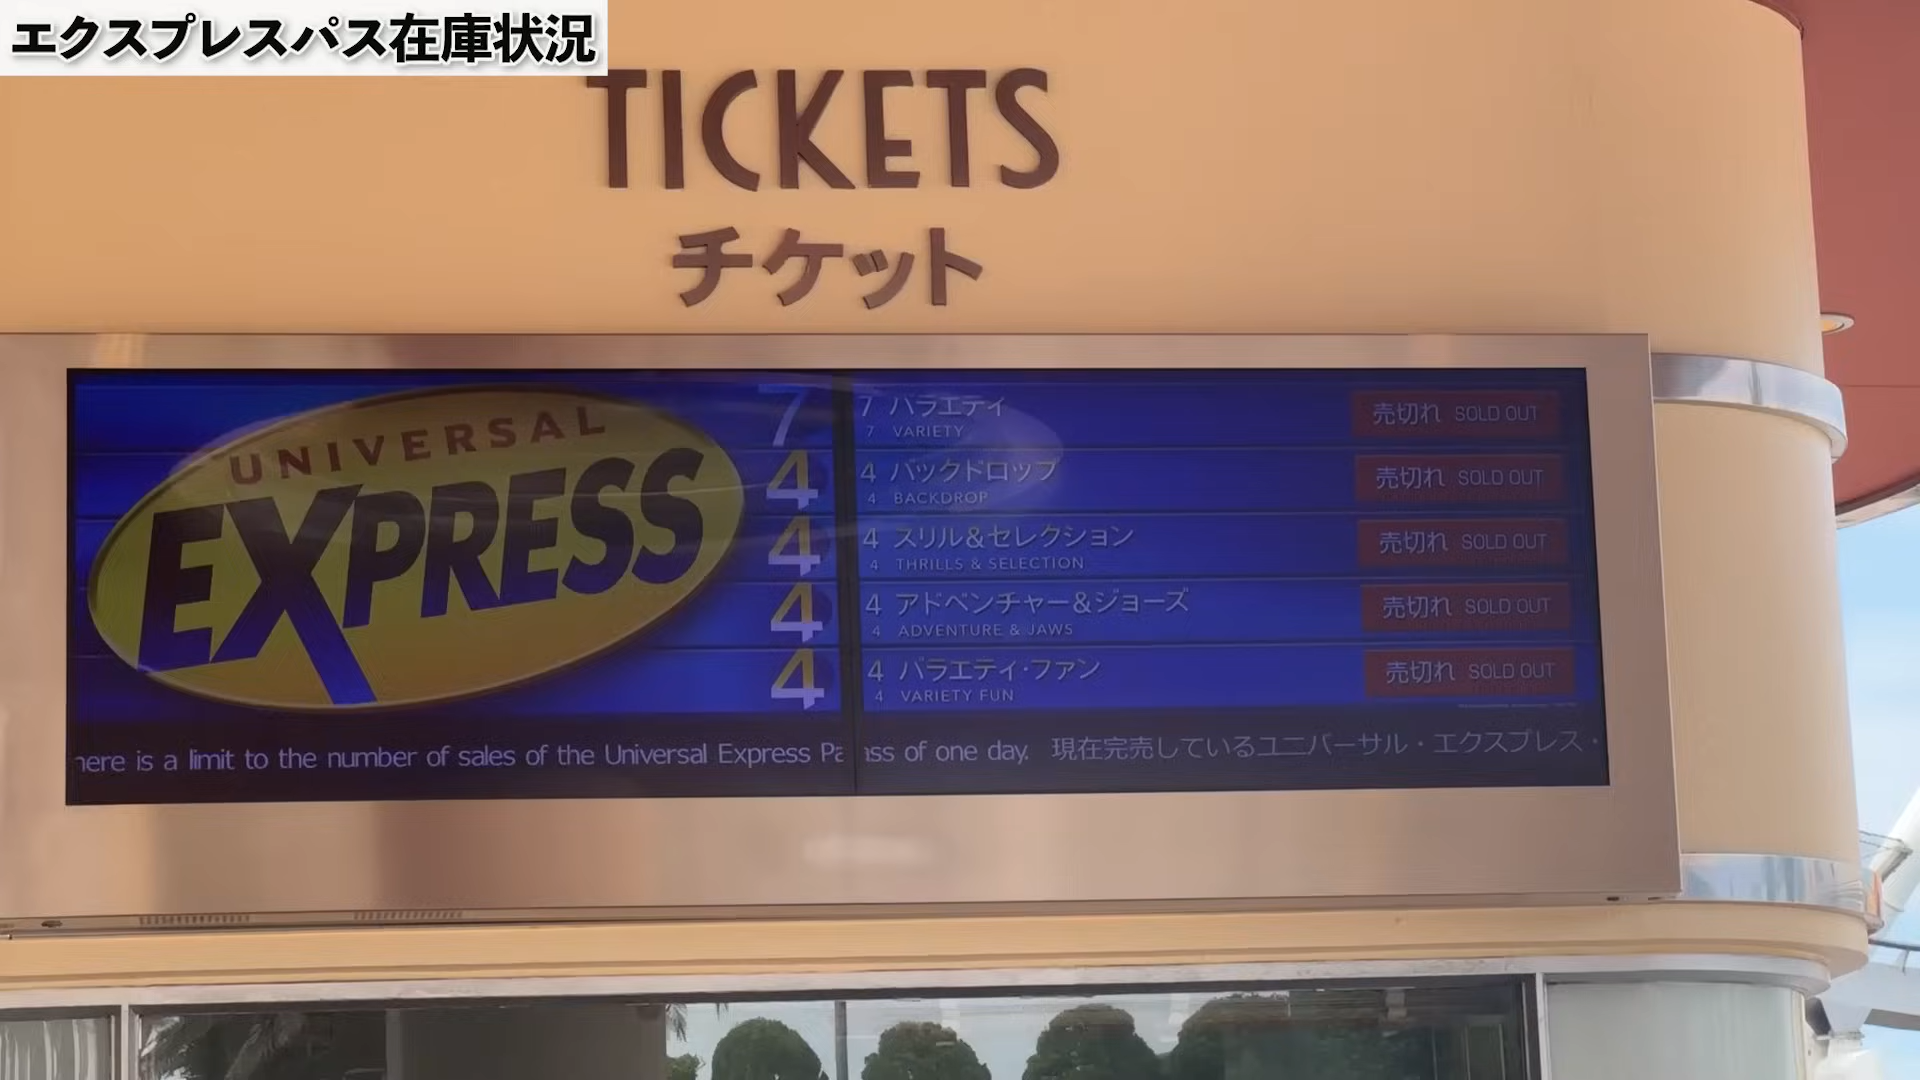 エクスプレスパス在庫状況
TICKETS
チケット
UNIVERSAL
EXPRESS
7 7 バラエティ 売切れ SOLD OUT
7 VARIETY
4 4 バックドロップ 売切れ SOLD OUT
4 BACKDROP
4 4 スリル&セレクション 売切れ SOLD OUT
4 THRILLS & SELECTION
4 4 アドベンチャー&ジョーズ 売切れ SOLD OUT
4 ADVENTURE & JAWS
4 4 バラエティ・ファン 売切れ SOLD OUT
4 VARIETY FUN
here is a limit to the number of sales of the Universal Express Pass of one day. 現在完売しているユニバーサル・エクスプレス・